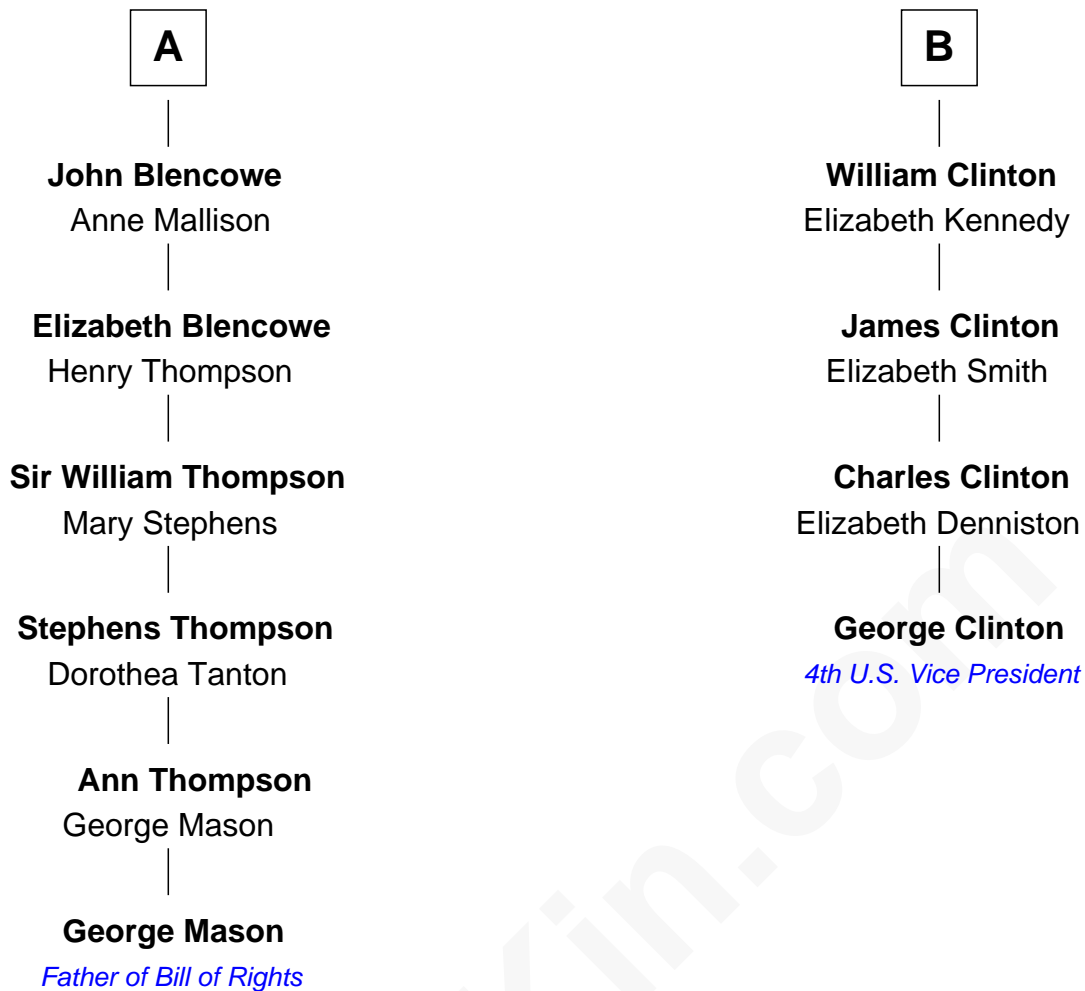 A
John Blencowe
Anne Mallison
Elizabeth Blencowe
Henry Thompson
Sir William Thompson
Mary Stephens
Stephens Thompson
Dorothea Tanton
Ann Thompson
George Mason
George Mason
Father of Bill of Rights
B
William Clinton
Elizabeth Kennedy
James Clinton
Elizabeth Smith
Charles Clinton
Elizabeth Denniston
George Clinton
4th U.S. Vice President
Kin.com